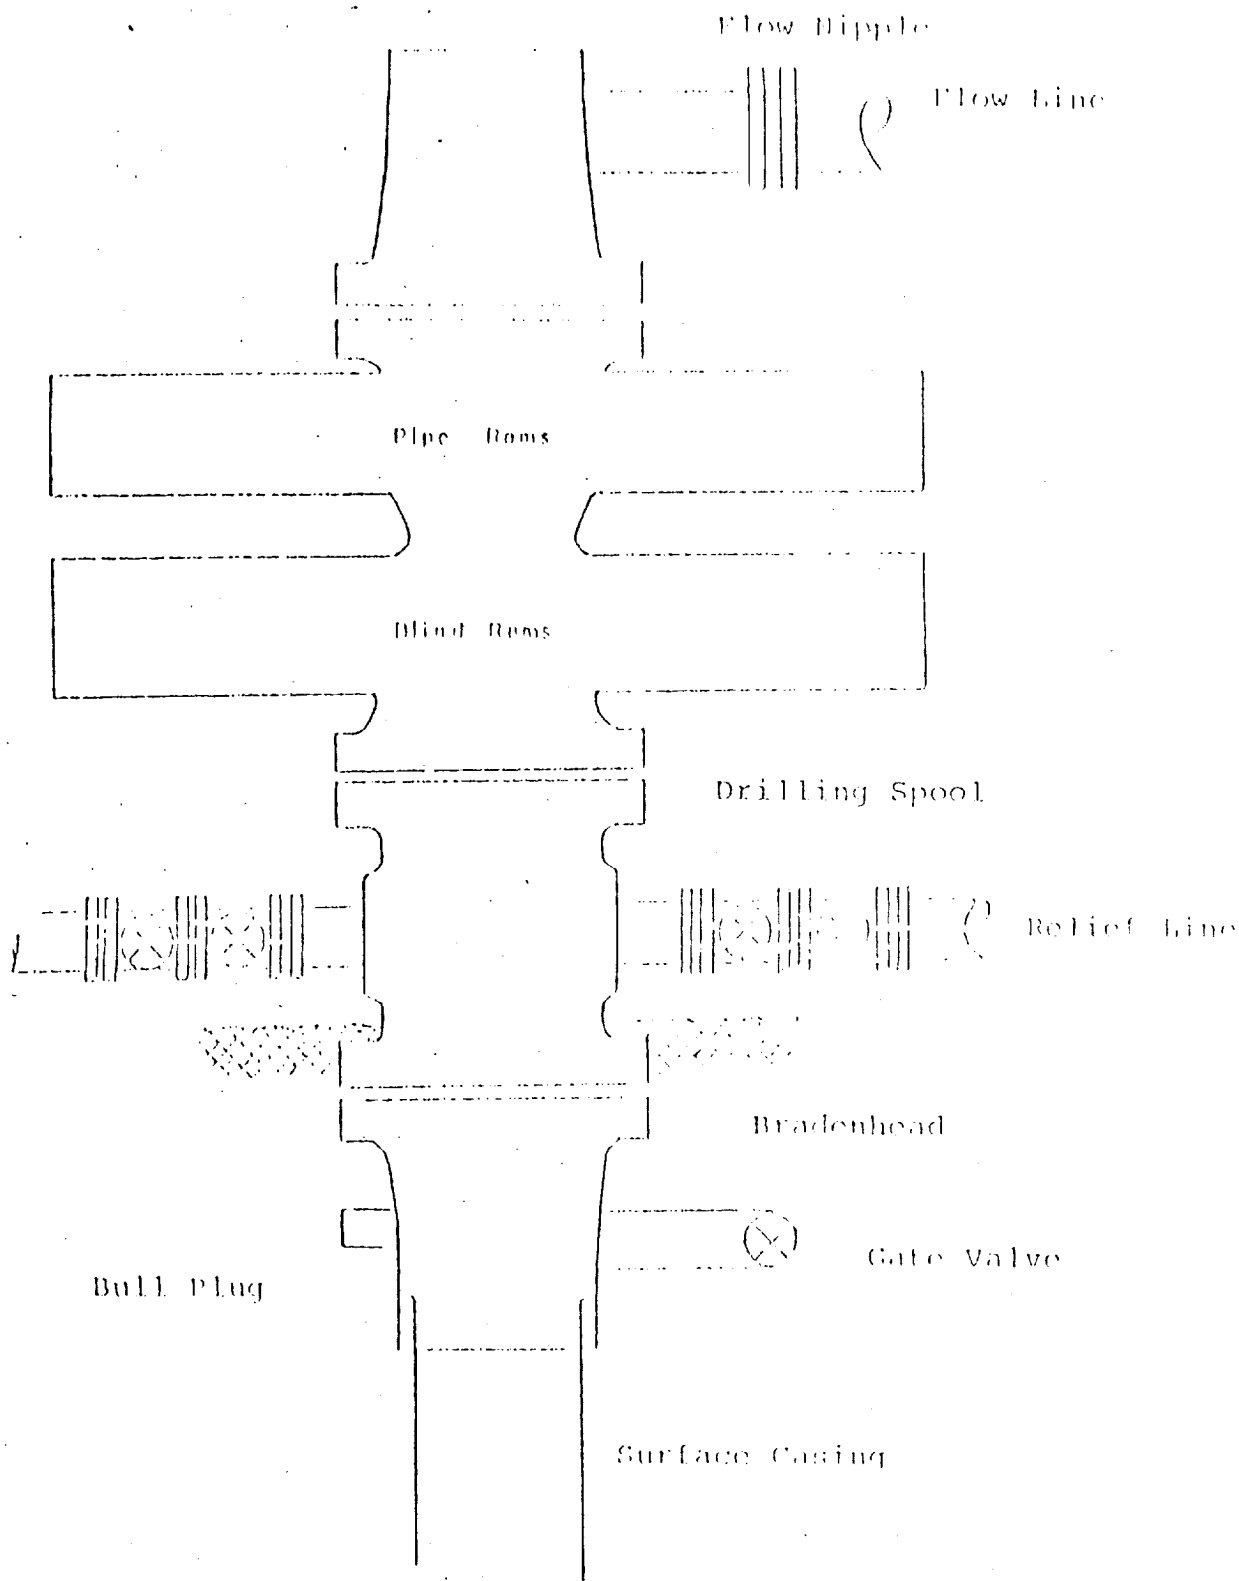 Flow Nipple
Flow Line
Pipe Rams
Blind Rams
Drilling Spool
Relief Line
Bradenhead
Gate Valve
Bull Plug
Surface Casing